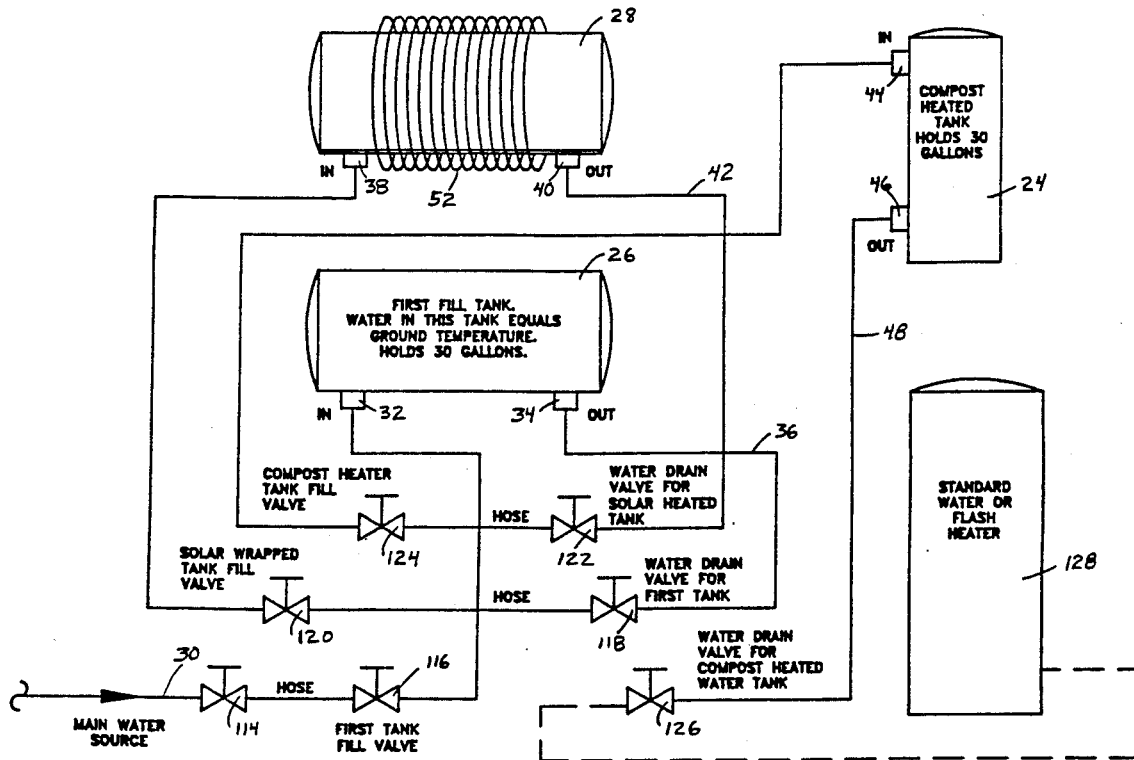 28
IN
44
COMPOST
HEATED
TANK
HOLDS 30
GALLONS
24
IN
38
52
40
OUT
42
46
OUT
26
FIRST FILL TANK.
WATER IN THIS TANK EQUALS
GROUND TEMPERATURE.
HOLDS 30 GALLONS.
48
IN
32
34
OUT
36
COMPOST HEATER
TANK FILL
VALVE
WATER DRAIN
VALVE FOR
SOLAR HEATED
TANK
HOSE
124
122
STANDARD
WATER OR
FLASH
HEATER
128
SOLAR WRAPPED
TANK FILL
VALVE
WATER DRAIN
VALVE FOR
FIRST TANK
HOSE
120
118
WATER DRAIN
VALVE FOR
COMPOST HEATED
WATER TANK
30
116
HOSE
114
126
MAIN WATER
SOURCE
FIRST TANK
FILL VALVE